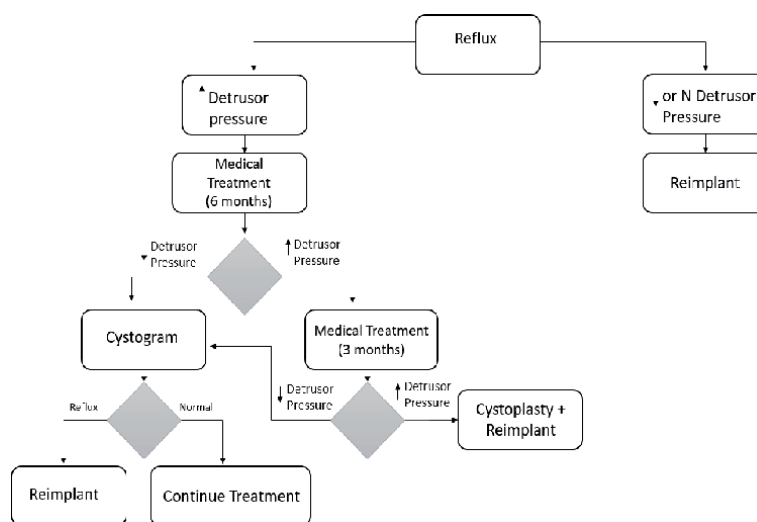 Reflux
Detrusor
pressure
or N Detrusor
Pressure
Medical
Treatment
(6 months)
Reimplant
Detrusor
Pressure
Detrusor
Pressure
Cystogram
Medical Treatment
(3 months)
Detrusor
Pressure
Detrusor
Pressure
Reflux
Normal
Cystoplasty +
Reimplant
Reimplant
Continue Treatment